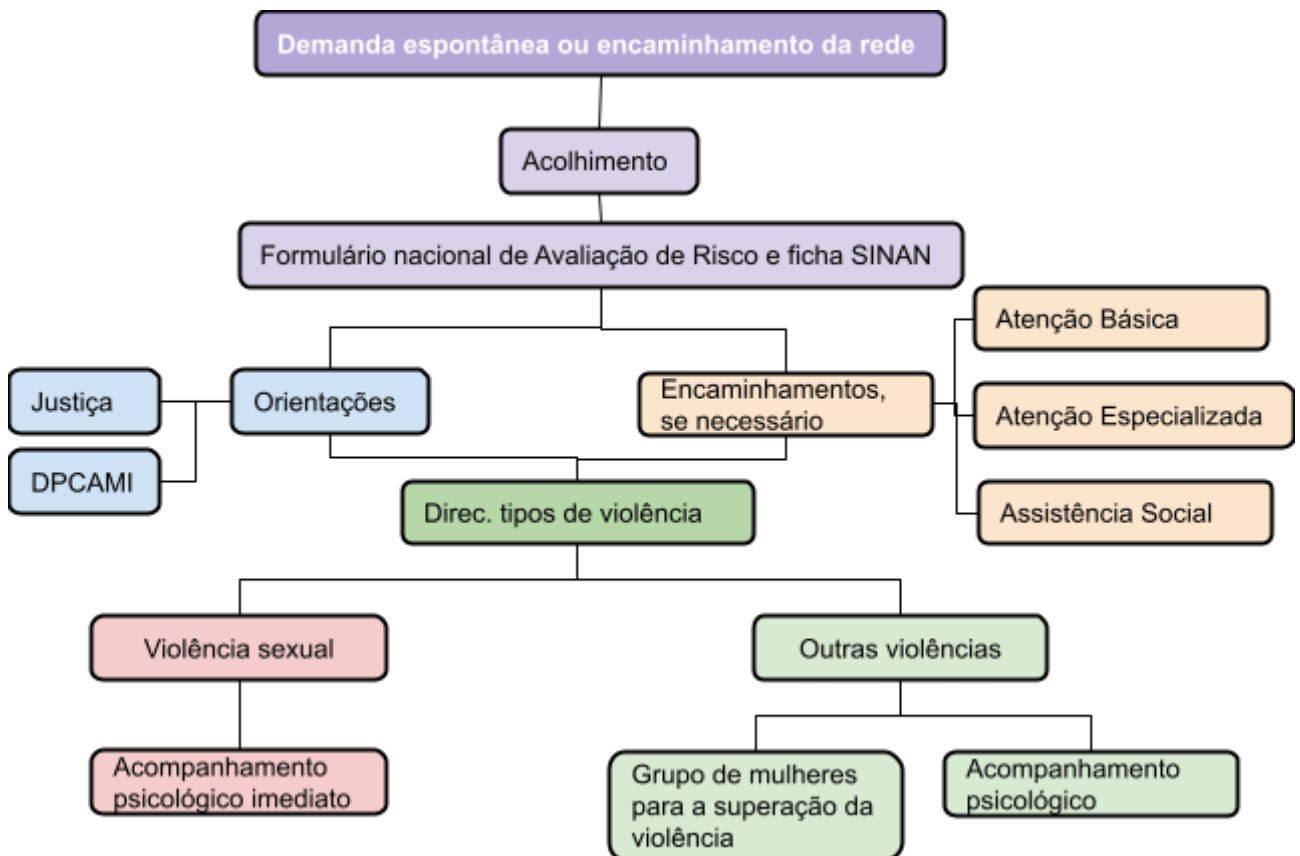 Demanda espontânea ou encaminhamento da rede
Acolhimento
Formulário nacional de Avaliação de Risco e ficha SINAN
Atenção Básica
Justiça
Orientações
Encaminhamentos,
se necessário
Atenção Especializada
DPCAMI
Direc. tipos de violência
Assistência Social
Violência sexual
Outras violências
Acompanhamento
psicológico imediato
Grupo de mulheres
para a superação da
violência
Acompanhamento
psicológico